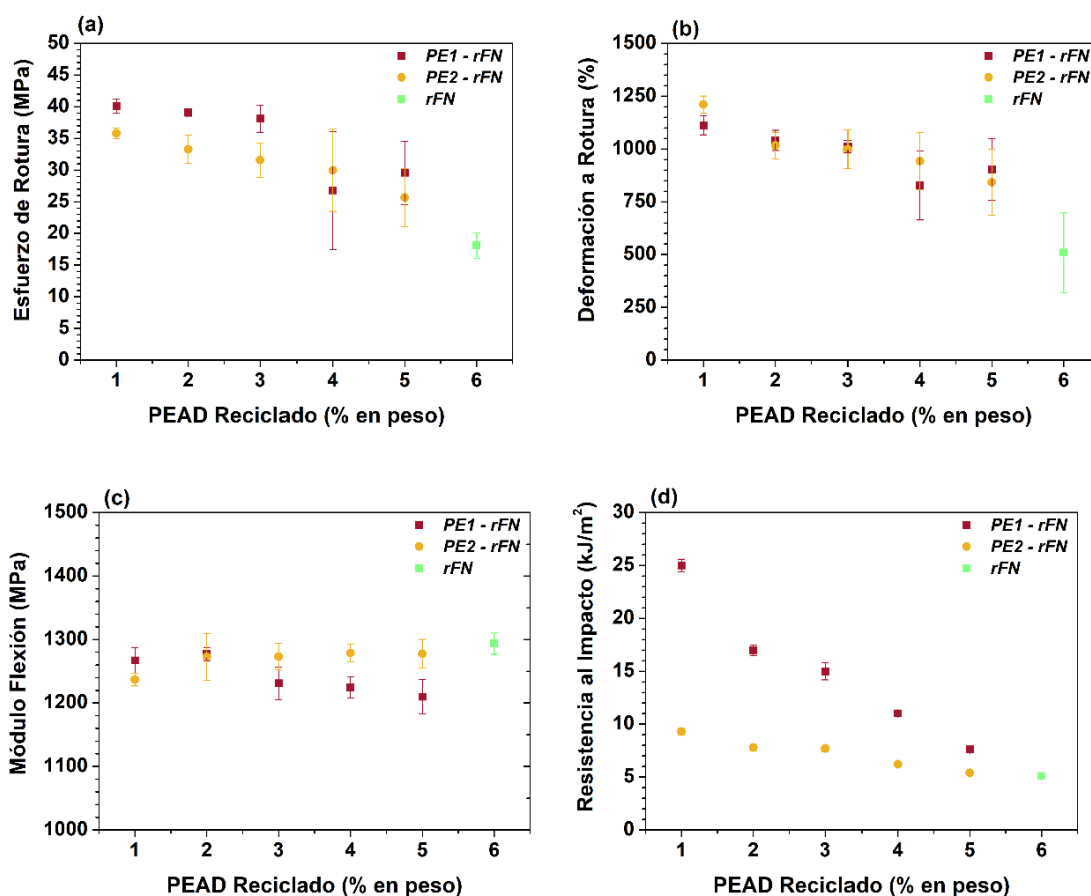 (a)
Esfuerzo de Rotura (MPa)
50
45
40
35
30
25
20
15
10
5
0
PE1 - rFN
PE2 - rFN
rFN
1 2 3 4 5 6
PEAD Reciclado (% en peso)
(b)
Deformación a Rotura (%)
1500
1250
1000
750
500
250
0
PE1 - rFN
PE2 - rFN
rFN
1 2 3 4 5 6
PEAD Reciclado (% en peso)
(c)
Módulo Flexión (MPa)
1500
1400
1300
1200
1100
1000
PE1 - rFN
PE2 - rFN
rFN
1 2 3 4 5 6
PEAD Reciclado (% en peso)
(d)
Resistencia al Impacto (kJ/m²)
30
25
20
15
10
5
0
PE1 - rFN
PE2 - rFN
rFN
1 2 3 4 5 6
PEAD Reciclado (% en peso)